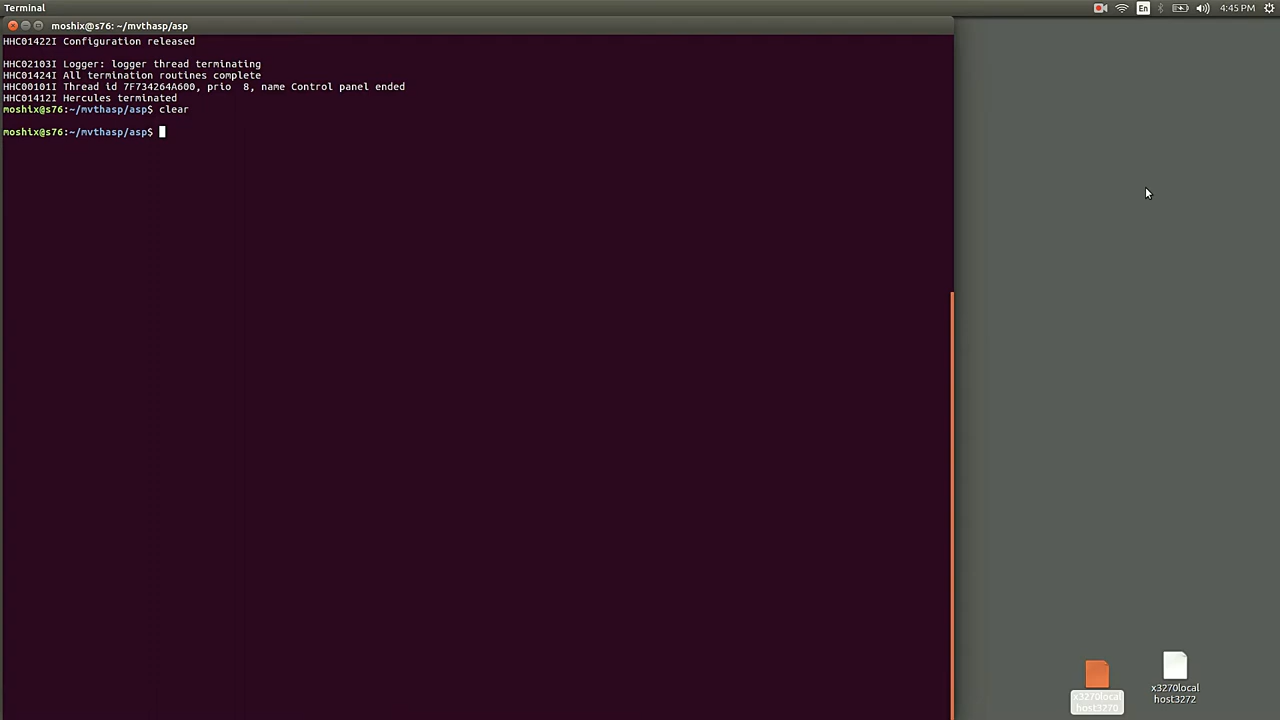 Terminal
En
4:45 PM
moshix@s76: ~/mvthasp/asp
HHC01422I Configuration released
HHC02103I Logger: logger thread terminating
HHC01424I All termination routines complete
HHC00101I Thread id 7F734264A600, prio  8, name Control panel ended
HHC01412I Hercules terminated
moshix@s76:~/mvthasp/asp$ clear
moshix@s76:~/mvthasp/asp$
x3270local
host3270
x3270local
host3272